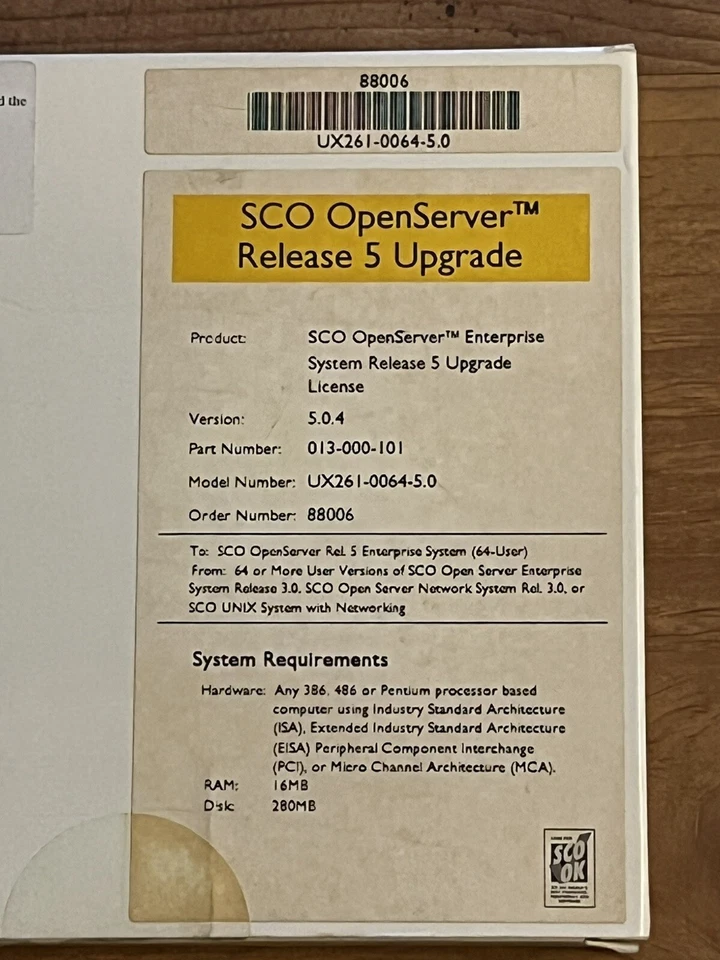 d the
88006
UX261-0064-5.0
SCO OpenServer™
Release 5 Upgrade
Product: SCO OpenServer™ Enterprise
System Release 5 Upgrade
License
Version: 5.0.4
Part Number: 013-000-101
Model Number: UX261-0064-5.0
Order Number: 88006
To: SCO OpenServer Rel. 5 Enterprise System (64-User)
From: 64 or More User Versions of SCO Open Server Enterprise
System Release 3.0, SCO Open Server Network System Rel. 3.0, or
SCO UNIX System with Networking
System Requirements
Hardware: Any 386, 486 or Pentium processor based
computer using Industry Standard Architecture
(ISA), Extended Industry Standard Architecture
(EISA) Peripheral Component Interchange
(PCI), or Micro Channel Architecture (MCA).
RAM: 16MB
Disk: 280MB
SCO
OK